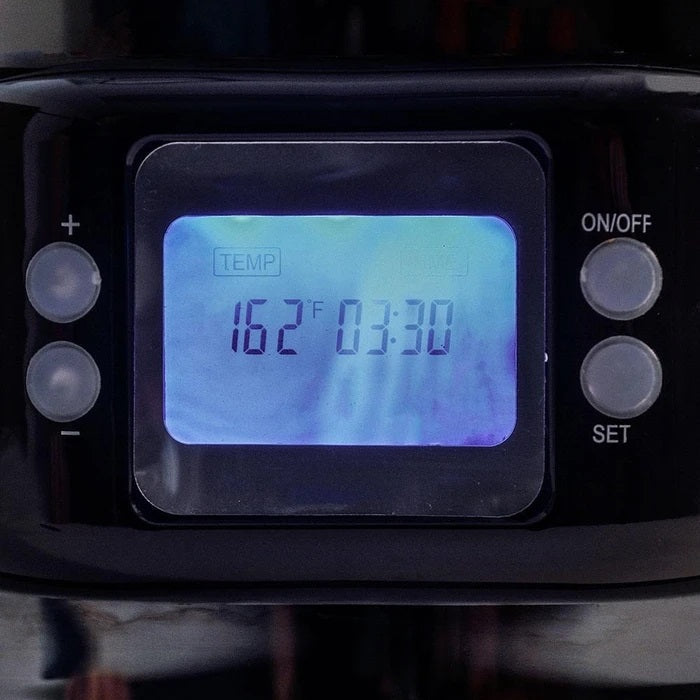 + ON/OFF
TEMP
162°F 03:30
− SET